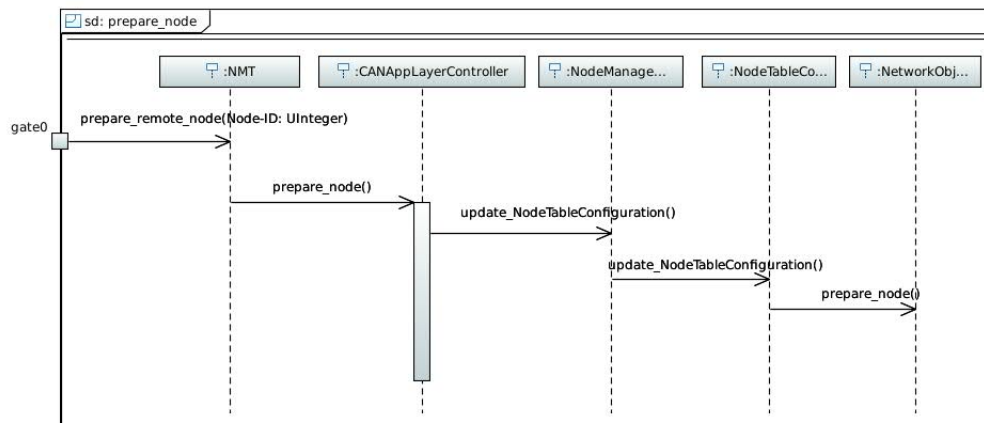 sd: prepare_node
:NMT
:CANAppLayerController
:NodeManage...
:NodeTableCo...
:NetworkObj...
gate0
prepare_remote_node(Node-ID: UInteger)
prepare_node()
update_NodeTableConfiguration()
update_NodeTableConfiguration()
prepare_node()